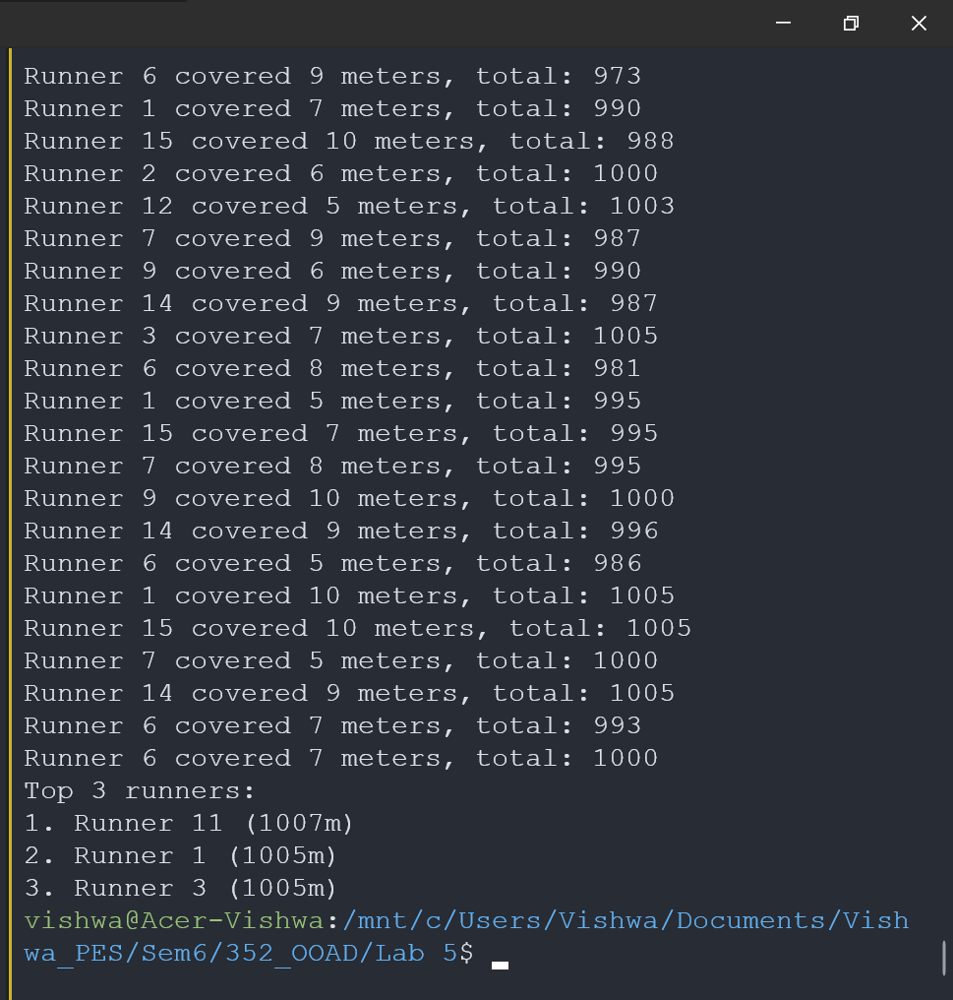 Runner 6 covered 9 meters, total: 973
Runner 1 covered 7 meters, total: 990
Runner 15 covered 10 meters, total: 988
Runner 2 covered 6 meters, total: 1000
Runner 12 covered 5 meters, total: 1003
Runner 7 covered 9 meters, total: 987
Runner 9 covered 6 meters, total: 990
Runner 14 covered 9 meters, total: 987
Runner 3 covered 7 meters, total: 1005
Runner 6 covered 8 meters, total: 981
Runner 1 covered 5 meters, total: 995
Runner 15 covered 7 meters, total: 995
Runner 7 covered 8 meters, total: 995
Runner 9 covered 10 meters, total: 1000
Runner 14 covered 9 meters, total: 996
Runner 6 covered 5 meters, total: 986
Runner 1 covered 10 meters, total: 1005
Runner 15 covered 10 meters, total: 1005
Runner 7 covered 5 meters, total: 1000
Runner 14 covered 9 meters, total: 1005
Runner 6 covered 7 meters, total: 993
Runner 6 covered 7 meters, total: 1000
Top 3 runners:
1. Runner 11 (1007m)
2. Runner 1 (1005m)
3. Runner 3 (1005m)
vishwa@Acer-Vishwa:/mnt/c/Users/Vishwa/Documents/Vish
wa_PES/Sem6/352_OOAD/Lab 5$